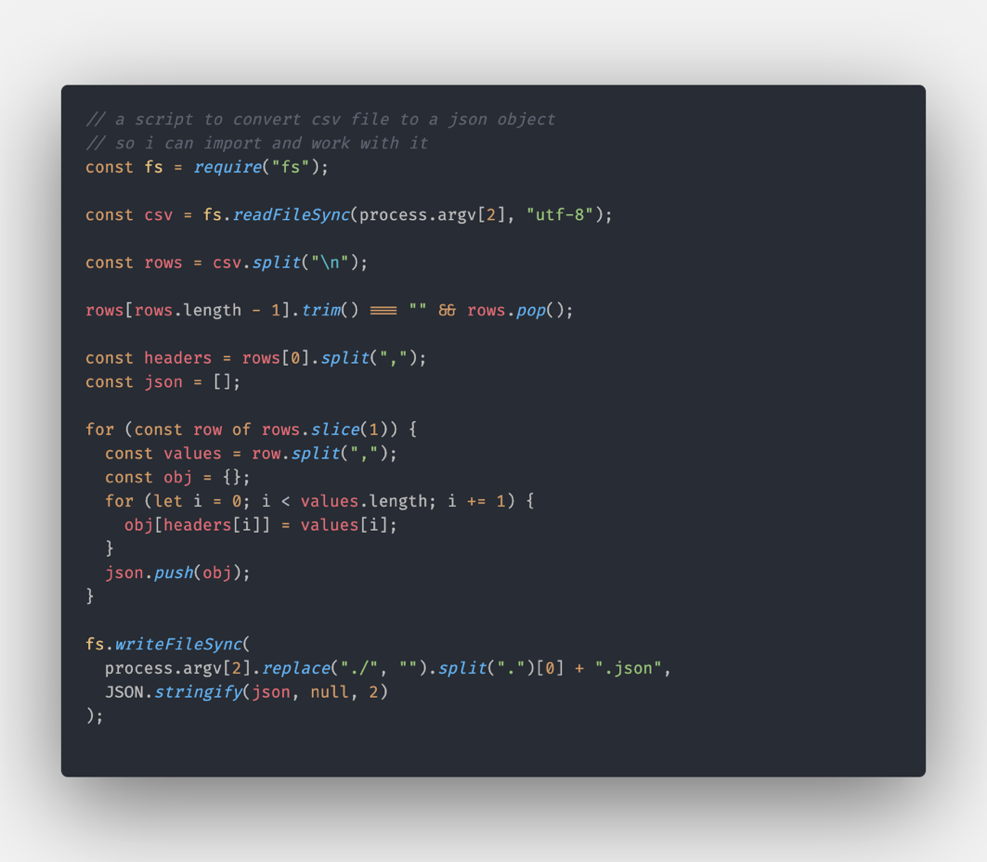 // a script to convert csv file to a json object
// so i can import and work with it
const fs = require("fs");

const csv = fs.readFileSync(process.argv[2], "utf-8");

const rows = csv.split("\n");

rows[rows.length - 1].trim() === "" && rows.pop();

const headers = rows[0].split(",");
const json = [];

for (const row of rows.slice(1)) {
  const values = row.split(",");
  const obj = {};
  for (let i = 0; i < values.length; i += 1) {
    obj[headers[i]] = values[i];
  }
  json.push(obj);
}

fs.writeFileSync(
  process.argv[2].replace("./", "").split(".")[0] + ".json",
  JSON.stringify(json, null, 2)
);